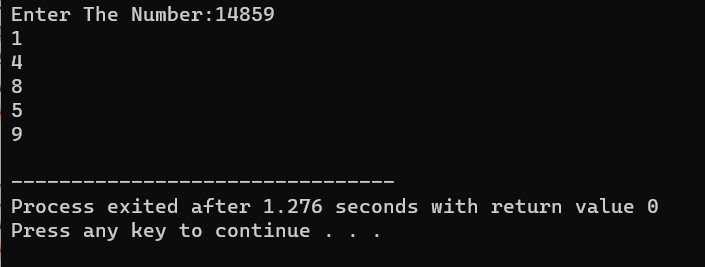 Enter The Number:14859
1
4
8
5
9
--------------------------------
Process exited after 1.276 seconds with return value 0
Press any key to continue . . .